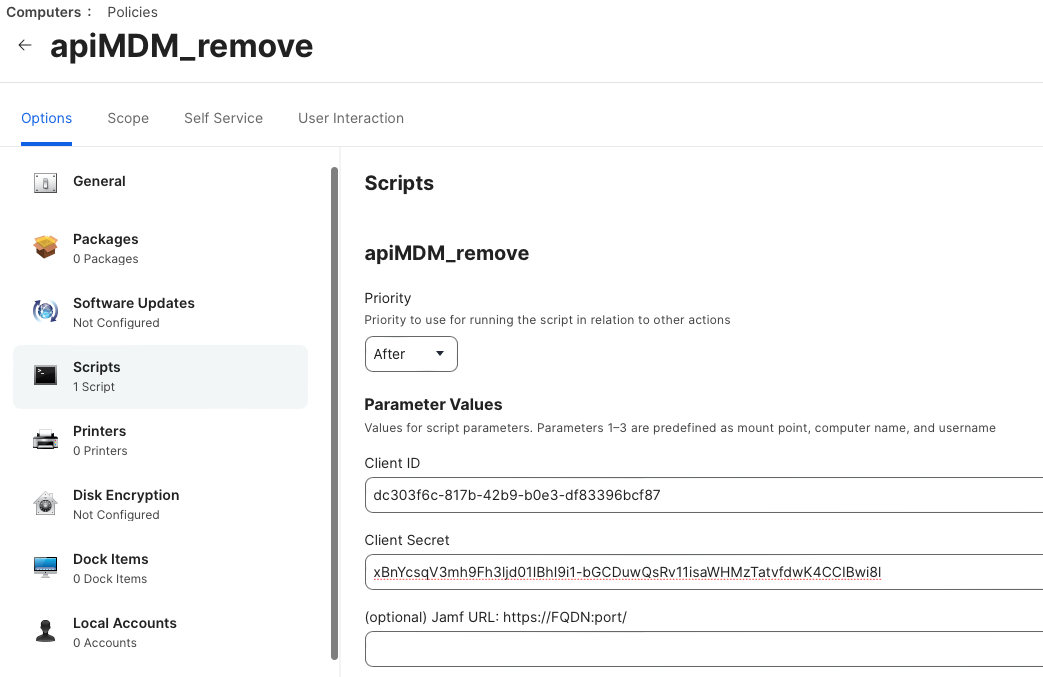 Computers : Policies
← apiMDM_remove
Options Scope Self Service User Interaction
General
Packages
0 Packages
Software Updates
Not Configured
Scripts
1 Script
Printers
0 Printers
Disk Encryption
Not Configured
Dock Items
0 Dock Items
Local Accounts
0 Accounts
Scripts
apiMDM_remove
Priority
Priority to use for running the script in relation to other actions
After
Parameter Values
Values for script parameters. Parameters 1–3 are predefined as mount point, computer name, and username
Client ID
dc303f6c-817b-42b9-b0e3-df83396bcf87
Client Secret
xBnYcsqV3mh9Fh3ljd01lBhI9i1-bGCDuwQsRv11isaWHMzTatvfdwK4CCIBwi8l
(optional) Jamf URL: https://FQDN:port/